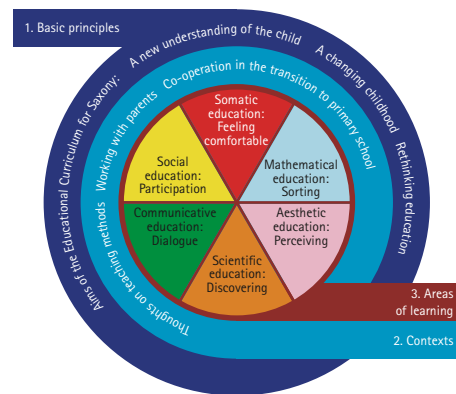 1. Basic principles
Aims of the Educational Curriculum for Saxony:
A new understanding of the child
A changing childhood
Rethinking education
Thoughts on teaching methods
Working with parents
Co-operation in the transition to primary school
Somatic
education:
Feeling
comfortable
Social
education:
Participation
Mathematical
education:
Sorting
Communicative
education:
Dialogue
Aesthetic
education:
Perceiving
Scientific
education:
Discovering
3. Areas
of learning
2. Contexts